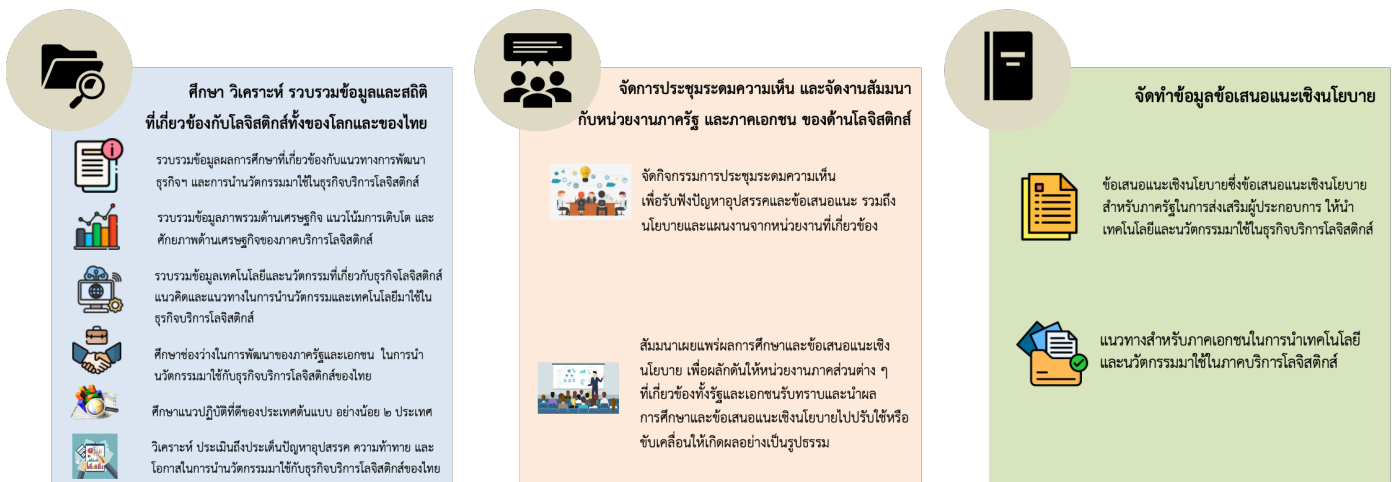 ศึกษา วิเคราะห์ รวบรวมข้อมูลและสถิติ
ที่เกี่ยวข้องกับโลจิสติกส์ทั้งของโลกและของไทย
รวบรวมข้อมูลผลการศึกษาที่เกี่ยวข้องกับแนวทางการพัฒนา
ธุรกิจฯ และการนำนวัตกรรมมาใช้ในธุรกิจบริการโลจิสติกส์
รวบรวมข้อมูลภาพรวมด้านเศรษฐกิจ แนวโน้มการเติบโต และ
ศักยภาพด้านเศรษฐกิจของภาคบริการโลจิสติกส์
รวบรวมข้อมูลเทคโนโลยีและนวัตกรรมที่เกี่ยวกับธุรกิจโลจิสติกส์
แนวคิดและแนวทางในการนำนวัตกรรมและเทคโนโลยีมาใช้ใน
ธุรกิจบริการโลจิสติกส์
ศึกษาช่องว่างในการพัฒนาของภาครัฐและเอกชน ในการนำ
นวัตกรรมมาใช้กับธุรกิจบริการโลจิสติกส์ของไทย
ศึกษาแนวปฏิบัติที่ดีของประเทศต้นแบบ อย่างน้อย ๒ ประเทศ
วิเคราะห์ ประเมินถึงประเด็นปัญหาอุปสรรค ความท้าทาย และ
โอกาสในการนำนวัตกรรมมาใช้กับธุรกิจบริการโลจิสติกส์ของไทย
จัดการประชุมระดมความเห็น และจัดงานสัมมนา
กับหน่วยงานภาครัฐ และภาคเอกชน ของด้านโลจิสติกส์
จัดกิจกรรมการประชุมระดมความเห็น
เพื่อรับฟังปัญหาอุปสรรคและข้อเสนอแนะ รวมถึง
นโยบายและแผนงานจากหน่วยงานที่เกี่ยวข้อง
สัมมนาเผยแพร่ผลการศึกษาและข้อเสนอแนะเชิง
นโยบาย เพื่อผลักดันให้หน่วยงานภาคส่วนต่าง ๆ
ที่เกี่ยวข้องทั้งรัฐและเอกชนรับทราบและนำผล
การศึกษาและข้อเสนอแนะเชิงนโยบายไปปรับใช้หรือ
ขับเคลื่อนให้เกิดผลอย่างเป็นรูปธรรม
จัดทำข้อมูลข้อเสนอแนะเชิงนโยบาย
ข้อเสนอแนะเชิงนโยบายซึ่งข้อเสนอแนะเชิงนโยบาย
สำหรับภาครัฐในการส่งเสริมผู้ประกอบการ ให้นำ
เทคโนโลยีและนวัตกรรมมาใช้ในธุรกิจบริการโลจิสติกส์
แนวทางสำหรับภาคเอกชนในการนำเทคโนโลยี
และนวัตกรรมมาใช้ในภาคบริการโลจิสติกส์